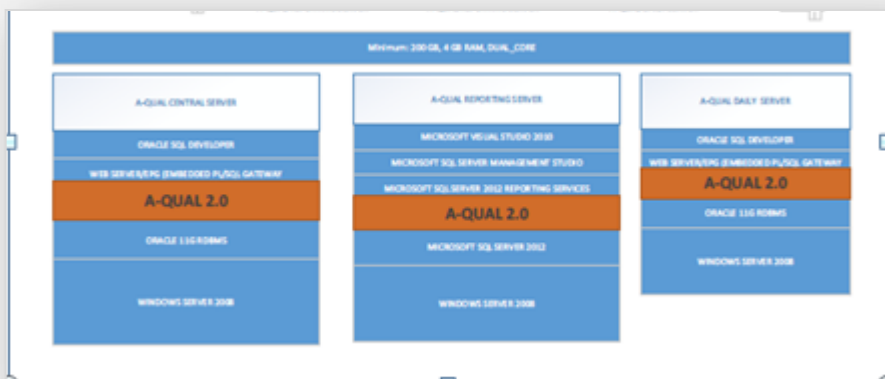 Minimum: 200 GB, 4 GB RAM, DUAL_CORE
A-QUAL CENTRAL SERVER
ORACLE SQL DEVELOPER
WEB SERVER/EPG (EMBEDDED PL/SQL GATEWAY
A-QUAL 2.0
ORACLE 11G RDBMS
WINDOWS SERVER 2008
A-QUAL REPORTING SERVER
MICROSOFT VISUAL STUDIO 2010
MICROSOFT SQL SERVER MANAGEMENT STUDIO
MICROSOFT SQL SERVER 2012 REPORTING SERVICES
A-QUAL 2.0
MICROSOFT SQL SERVER 2012
WINDOWS SERVER 2008
A-QUAL DAILY SERVER
ORACLE SQL DEVELOPER
WEB SERVER/EPG (EMBEDDED PL/SQL GATEWAY
A-QUAL 2.0
ORACLE 11G RDBMS
WINDOWS SERVER 2008